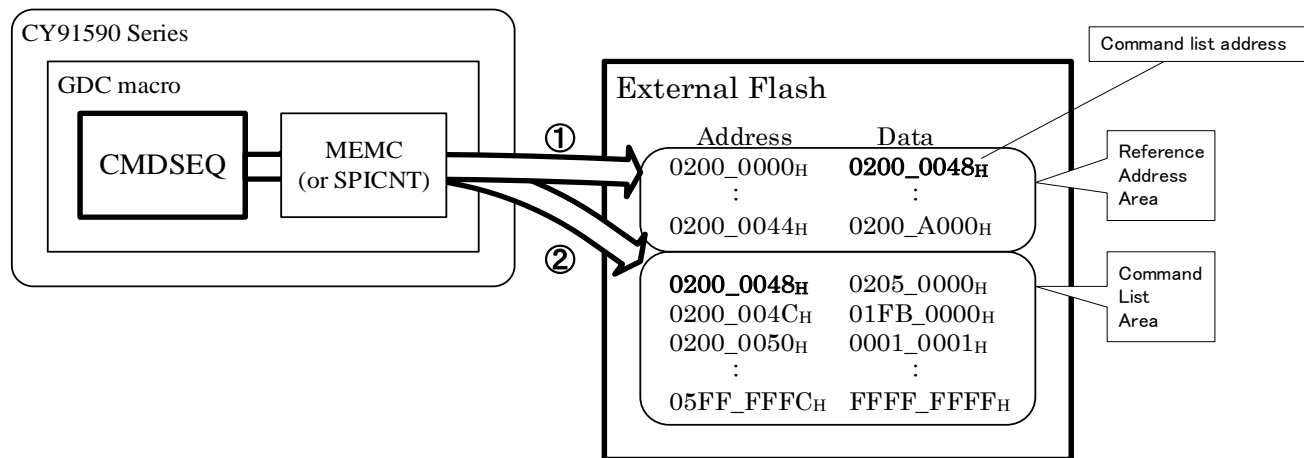 CY91590 Series
GDC macro
CMDSEQ
MEMC
(or SPICNT)
①
②
External Flash
Address Data
0200_0000H 0200_0048H
: :
0200_0044H 0200_A000H
0200_0048H 0205_0000H
0200_004CH 01FB_0000H
0200_0050H 0001_0001H
: :
05FF_FFFCH FFFF_FFFFH
Command list address
Reference
Address
Area
Command
List
Area